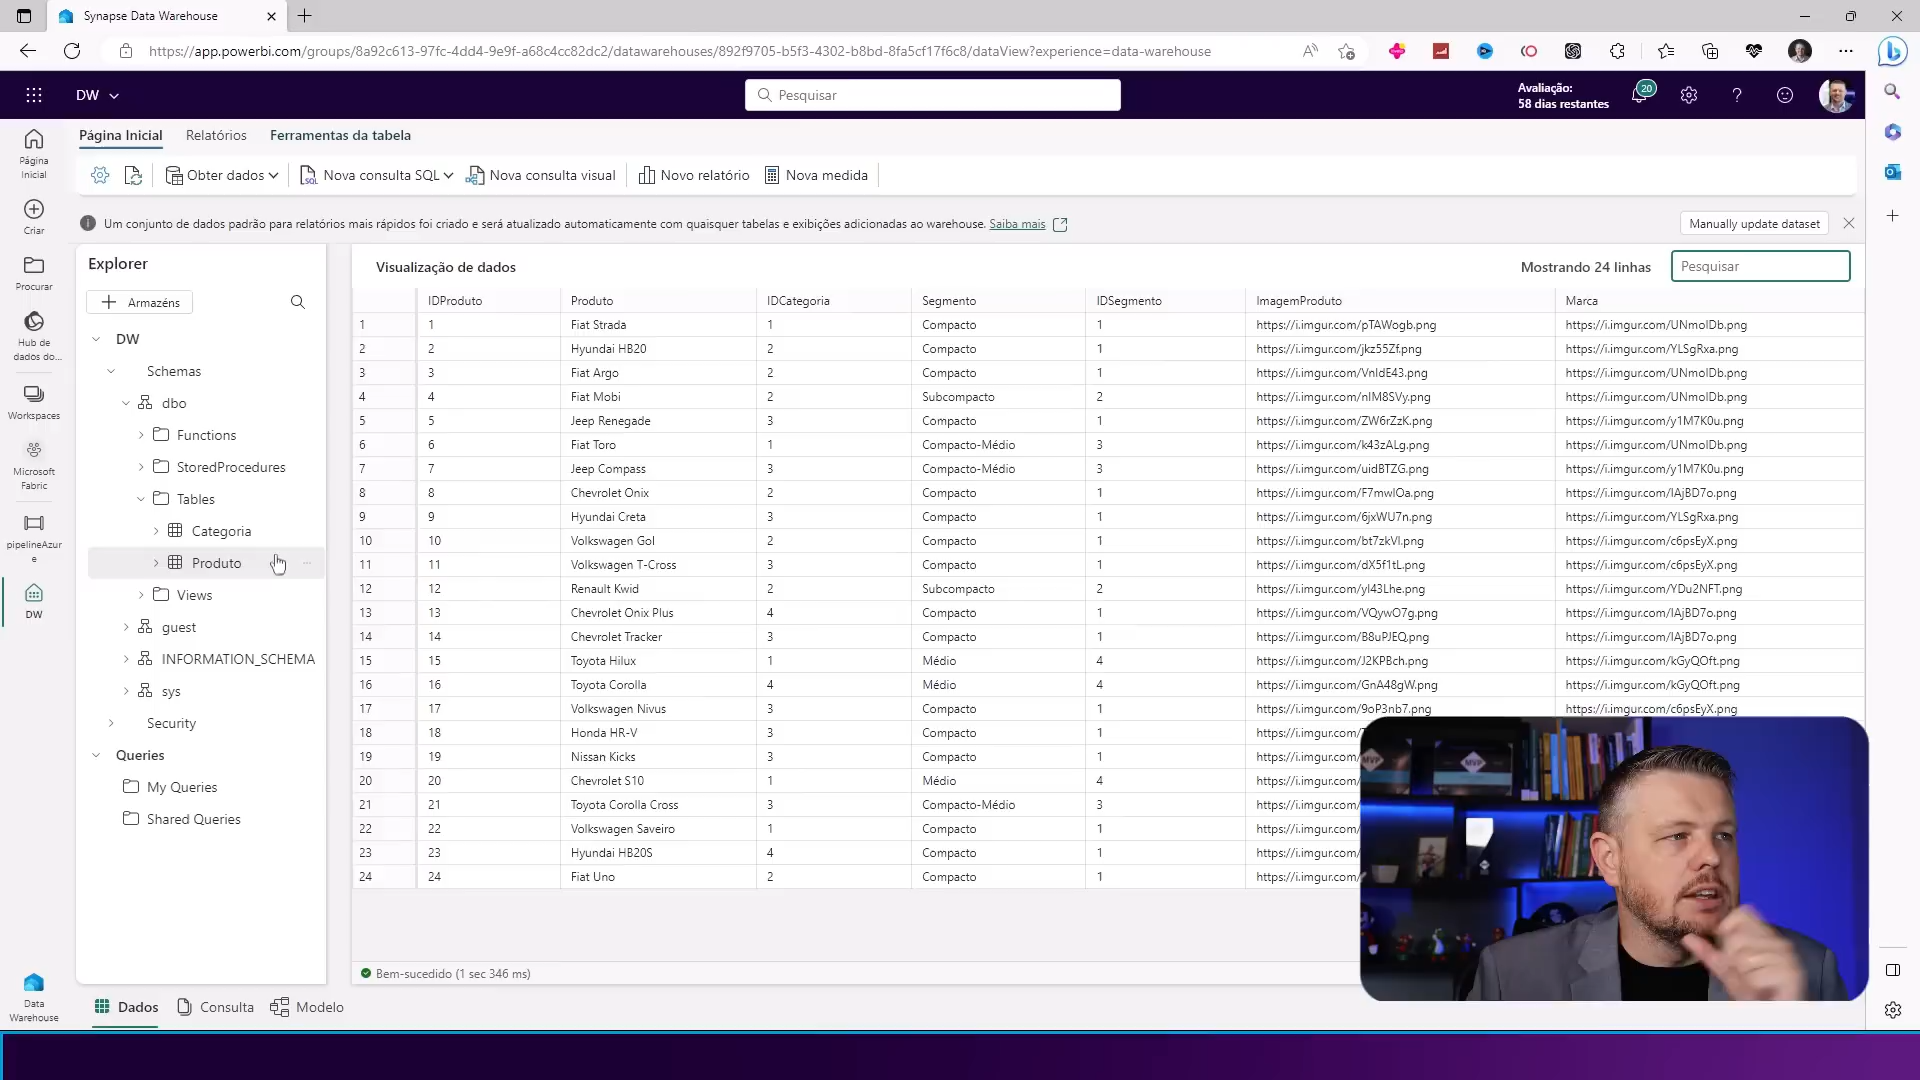 Synapse Data Warehouse
https://app.powerbi.com/groups/8a92c613-97fc-4dd4-9e9f-a68c4cc82dc2/datawarehouses/892f9705-b5f3-4302-b8bd-8fa5cf17f6c8/dataView?experience=data-warehouse
DW
Pesquisar
Avaliação:
58 dias restantes
20
Página Inicial
Relatórios
Ferramentas da tabela
Obter dados
Nova consulta SQL
Nova consulta visual
Novo relatório
Nova medida
Um conjunto de dados padrão para relatórios mais rápidos foi criado e será atualizado automaticamente com quaisquer tabelas e exibições adicionadas ao warehouse. Saiba mais
Manually update dataset
Página
Inicial
Criar
Procurar
Hub de
dados do...
Workspaces
Microsoft
Fabric
pipelineAzur
e
DW
Data
Warehouse
Explorer
Armazéns
DW
Schemas
dbo
Functions
StoredProcedures
Tables
Categoria
Produto
Views
guest
INFORMATION_SCHEMA
sys
Security
Queries
My Queries
Shared Queries
Visualização de dados
Mostrando 24 linhas
Pesquisar
IDProduto Produto IDCategoria Segmento IDSegmento ImagemProduto Marca
1 1 Fiat Strada 1 Compacto 1 https://i.imgur.com/pTAWogb.png https://i.imgur.com/UNmoIDb.png
2 2 Hyundai HB20 2 Compacto 1 https://i.imgur.com/jkz55Zf.png https://i.imgur.com/YLSgRxa.png
3 3 Fiat Argo 2 Compacto 1 https://i.imgur.com/VnIdE43.png https://i.imgur.com/UNmoIDb.png
4 4 Fiat Mobi 2 Subcompacto 2 https://i.imgur.com/nIM8SVy.png https://i.imgur.com/UNmoIDb.png
5 5 Jeep Renegade 3 Compacto 1 https://i.imgur.com/ZW6rZzK.png https://i.imgur.com/y1M7K0u.png
6 6 Fiat Toro 1 Compacto-Médio 3 https://i.imgur.com/k43zALg.png https://i.imgur.com/UNmoIDb.png
7 7 Jeep Compass 3 Compacto-Médio 3 https://i.imgur.com/uidBTZG.png https://i.imgur.com/y1M7K0u.png
8 8 Chevrolet Onix 2 Compacto 1 https://i.imgur.com/F7mwIOa.png https://i.imgur.com/IAjBD7o.png
9 9 Hyundai Creta 3 Compacto 1 https://i.imgur.com/6jxWU7n.png https://i.imgur.com/YLSgRxa.png
10 10 Volkswagen Gol 2 Compacto 1 https://i.imgur.com/bt7zkVI.png https://i.imgur.com/c6psEyX.png
11 11 Volkswagen T-Cross 3 Compacto 1 https://i.imgur.com/dX5f1tL.png https://i.imgur.com/c6psEyX.png
12 12 Renault Kwid 2 Subcompacto 2 https://i.imgur.com/yI43Lhe.png https://i.imgur.com/YDu2NFT.png
13 13 Chevrolet Onix Plus 4 Compacto 1 https://i.imgur.com/VQywO7g.png https://i.imgur.com/IAjBD7o.png
14 14 Chevrolet Tracker 3 Compacto 1 https://i.imgur.com/B8uPJEQ.png https://i.imgur.com/IAjBD7o.png
15 15 Toyota Hilux 1 Médio 4 https://i.imgur.com/J2KPBch.png https://i.imgur.com/kGyQOft.png
16 16 Toyota Corolla 4 Médio 4 https://i.imgur.com/GnA48gW.png https://i.imgur.com/kGyQOft.png
17 17 Volkswagen Nivus 3 Compacto 1 https://i.imgur.com/9oP3nb7.png https://i.imgur.com/c6psEyX.png
18 18 Honda HR-V 3 Compacto 1 https://i.imgur.com/
19 19 Nissan Kicks 3 Compacto 1 https://i.imgur.com/
20 20 Chevrolet S10 1 Médio 4 https://i.imgur.com/
21 21 Toyota Corolla Cross 3 Compacto-Médio 3 https://i.imgur.com/
22 22 Volkswagen Saveiro 1 Compacto 1 https://i.imgur.com/
23 23 Hyundai HB20S 4 Compacto 1 https://i.imgur.com/
24 24 Fiat Uno 2 Compacto 1 https://i.imgur.com/
MVP
Bem-sucedido (1 sec 346 ms)
Dados
Consulta
Modelo